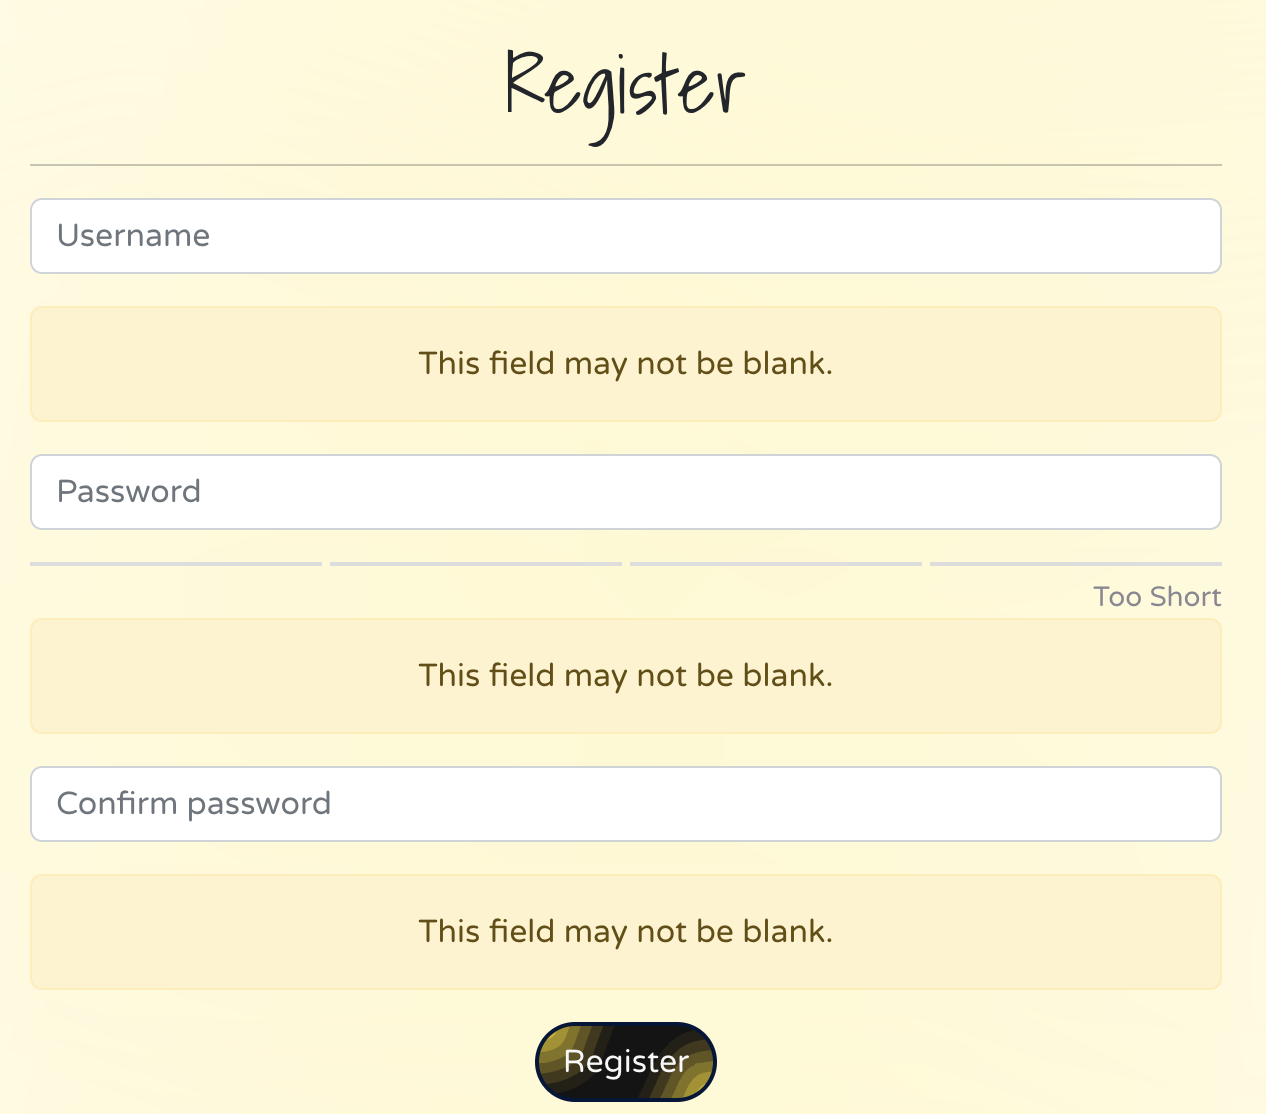 Register
Username
This field may not be blank.
Password
Too Short
This field may not be blank.
Confirm password
This field may not be blank.
Register